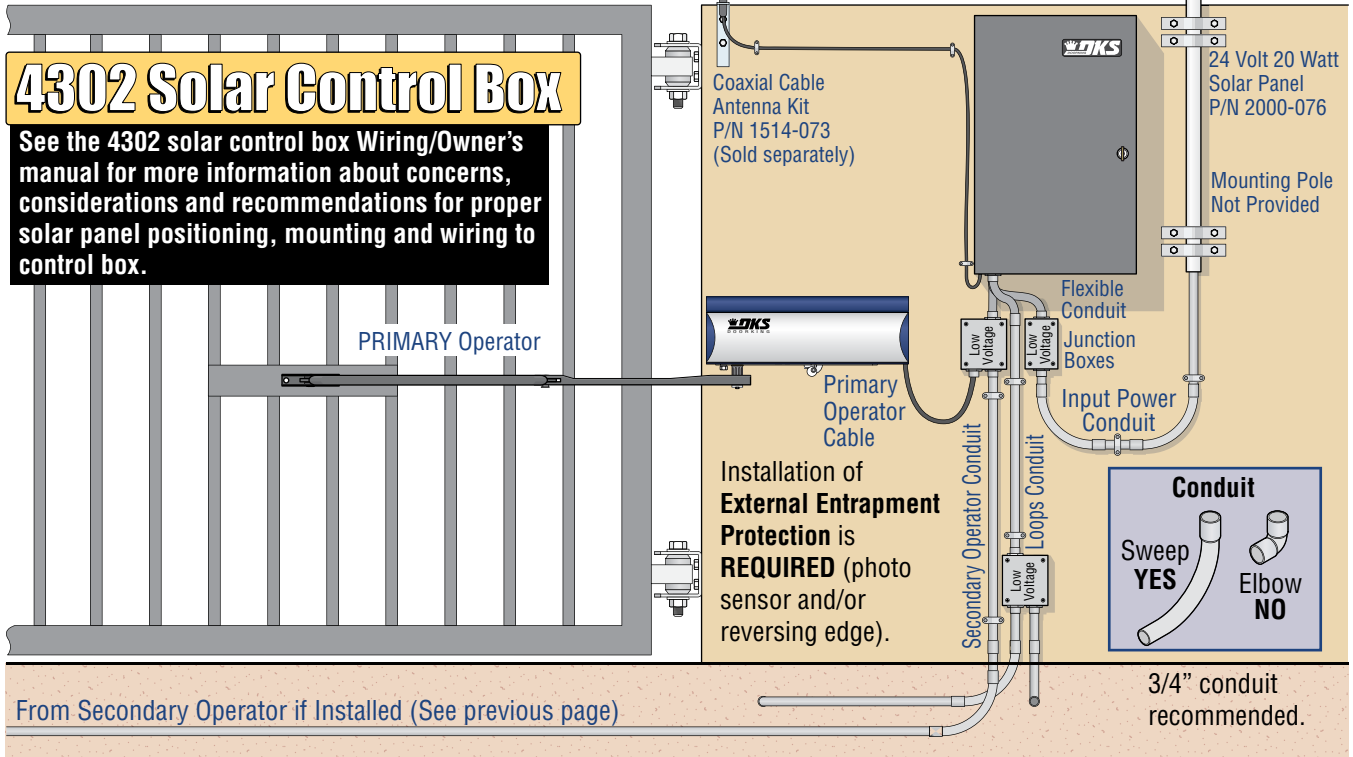 4302 Solar Control Box
See the 4302 solar control box Wiring/Owner's
manual for more information about concerns,
considerations and recommendations for proper
solar panel positioning, mounting and wiring to
control box.
PRIMARY Operator
Coaxial Cable
Antenna Kit
P/N 1514-073
(Sold separately)
DKS
24 Volt 20 Watt
Solar Panel
P/N 2000-076
Mounting Pole
Not Provided
DKS
DOORKING
Primary
Operator
Cable
Flexible
Conduit
Low
Voltage
Low
Voltage
Junction
Boxes
Input Power
Conduit
Installation of
External Entrapment
Protection is
REQUIRED (photo
sensor and/or
reversing edge).
Secondary Operator Conduit
Loops Conduit
Low
Voltage
Conduit
Sweep
YES
Elbow
NO
3/4” conduit
recommended.
From Secondary Operator if Installed (See previous page)